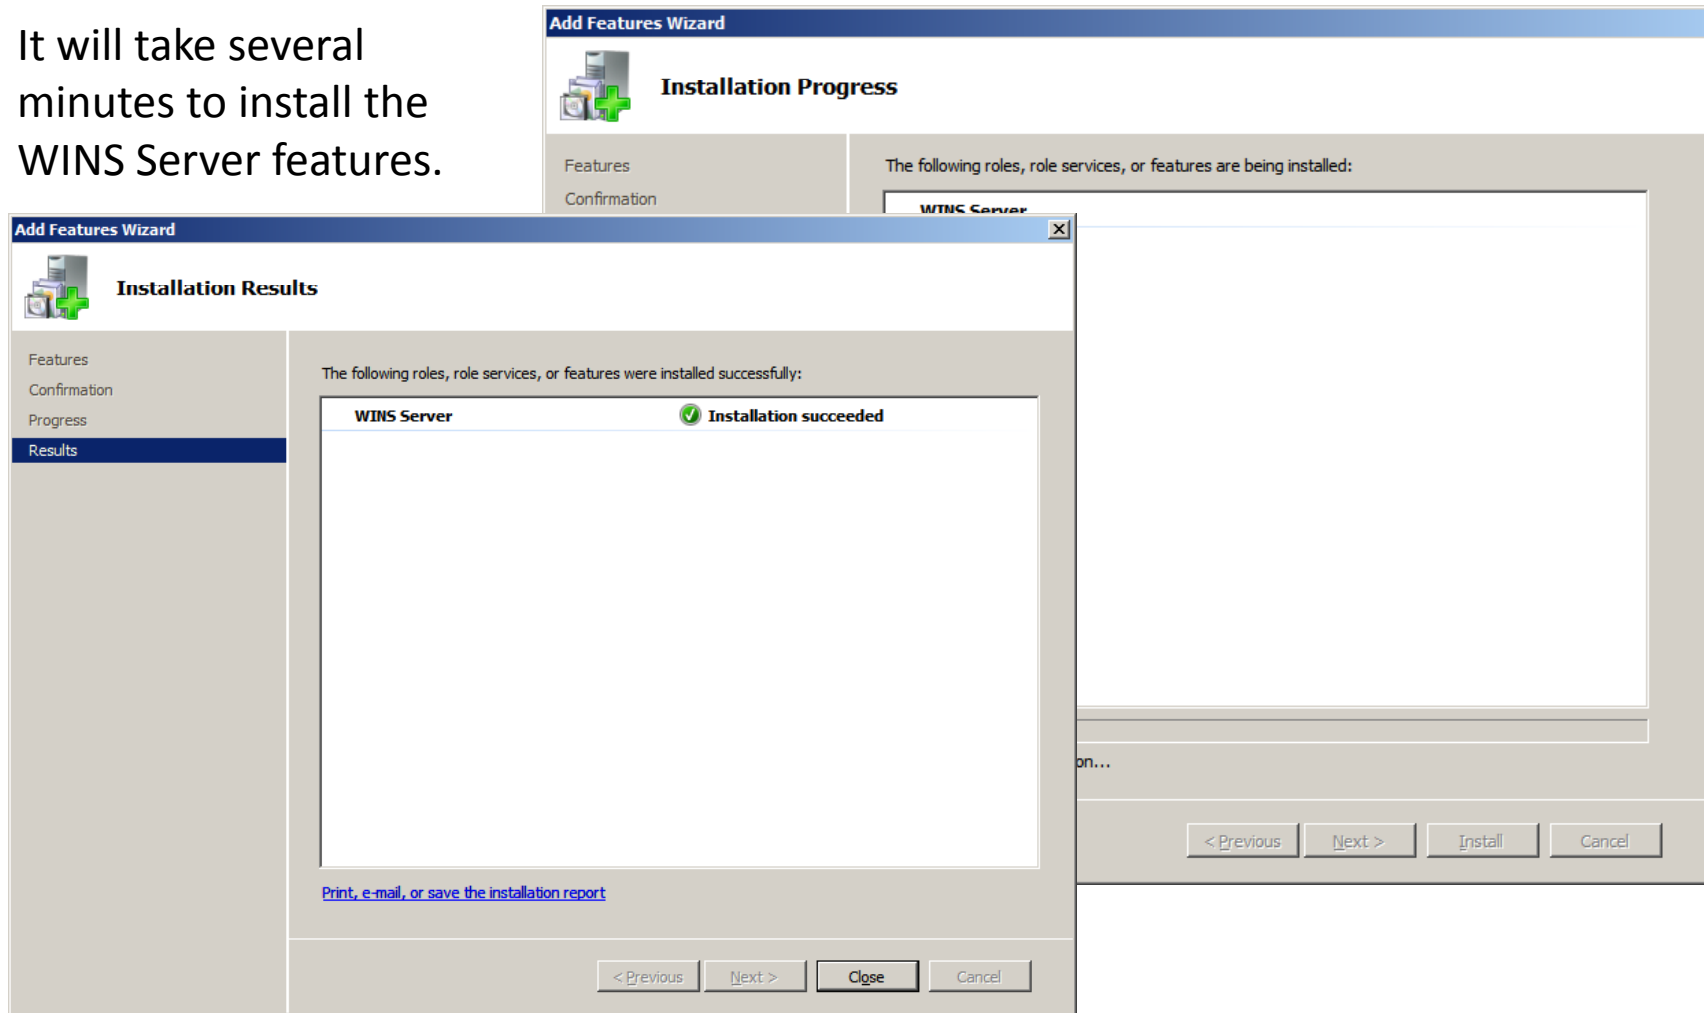 It will take several
minutes to install the
WINS Server features.
Add Features Wizard
Installation Progress
Features
Confirmation
The following roles, role services, or features are being installed:
WINS Server
on...
< Previous
Next >
Install
Cancel
Add Features Wizard
Installation Results
Features
Confirmation
Progress
Results
The following roles, role services, or features were installed successfully:
WINS Server Installation succeeded
Print, e-mail, or save the installation report
< Previous
Next >
Close
Cancel